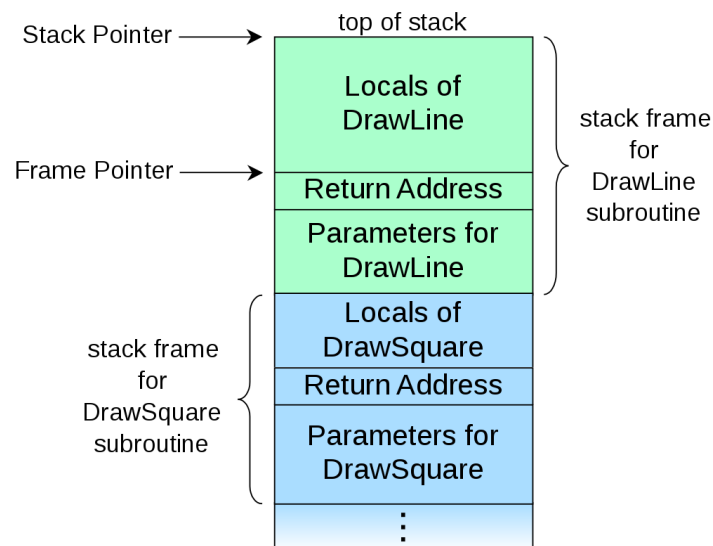 top of stack
Stack Pointer
Locals of
DrawLine
stack frame
for
DrawLine
subroutine
Frame Pointer
Return Address
Parameters for
DrawLine
Locals of
DrawSquare
stack frame
for
DrawSquare
subroutine
Return Address
Parameters for
DrawSquare
⋮